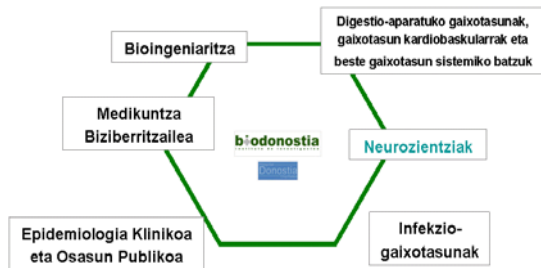 Bioingeniaritza
Digestio-aparatuko gaixotasunak,
gaixotasun kardiobaskularrak eta
beste gaixotasun sistemiko batzuk
Medikuntza
Biziberritzailea
biodonostia
Donostia
Neurozientziak
Epidemiologia Klinikoa
eta Osasun Publikoa
Infekzio-
gaixotasunak